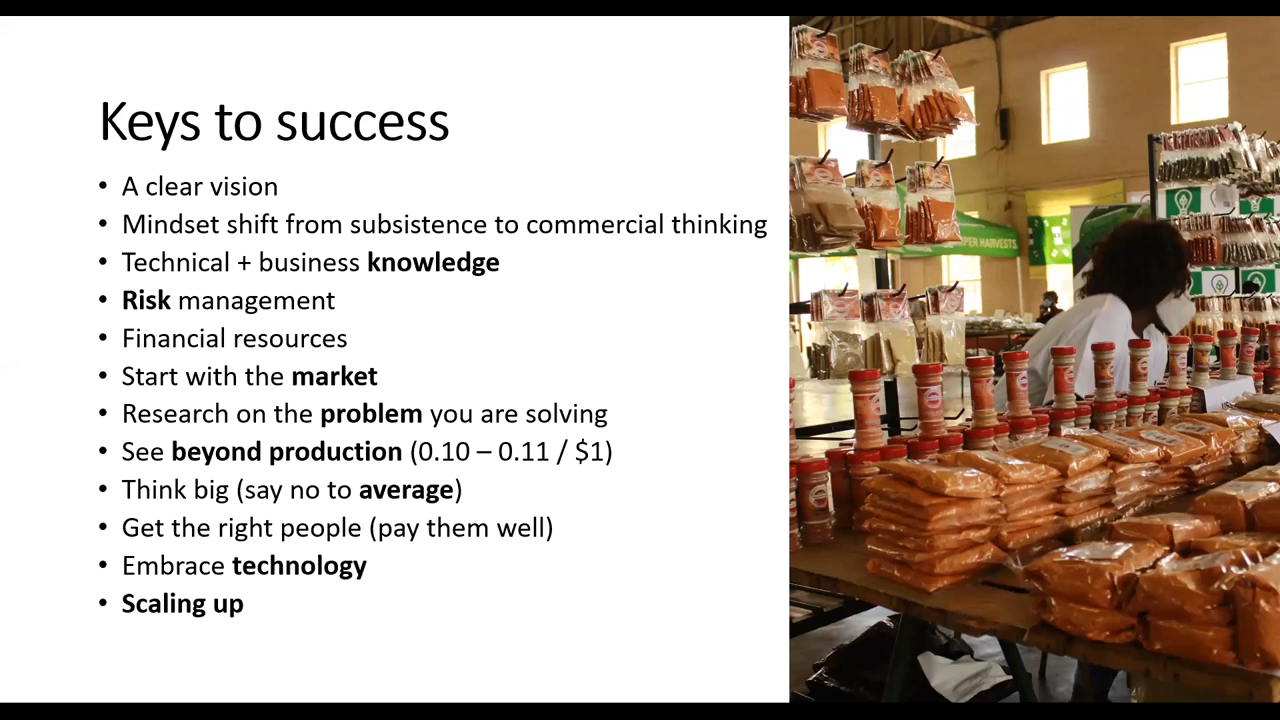 Keys to success
• A clear vision
• Mindset shift from subsistence to commercial thinking
• Technical + business knowledge
• Risk management
• Financial resources
• Start with the market
• Research on the problem you are solving
• See beyond production (0.10 – 0.11 / $1)
• Think big (say no to average)
• Get the right people (pay them well)
• Embrace technology
• Scaling up
HARVESTS